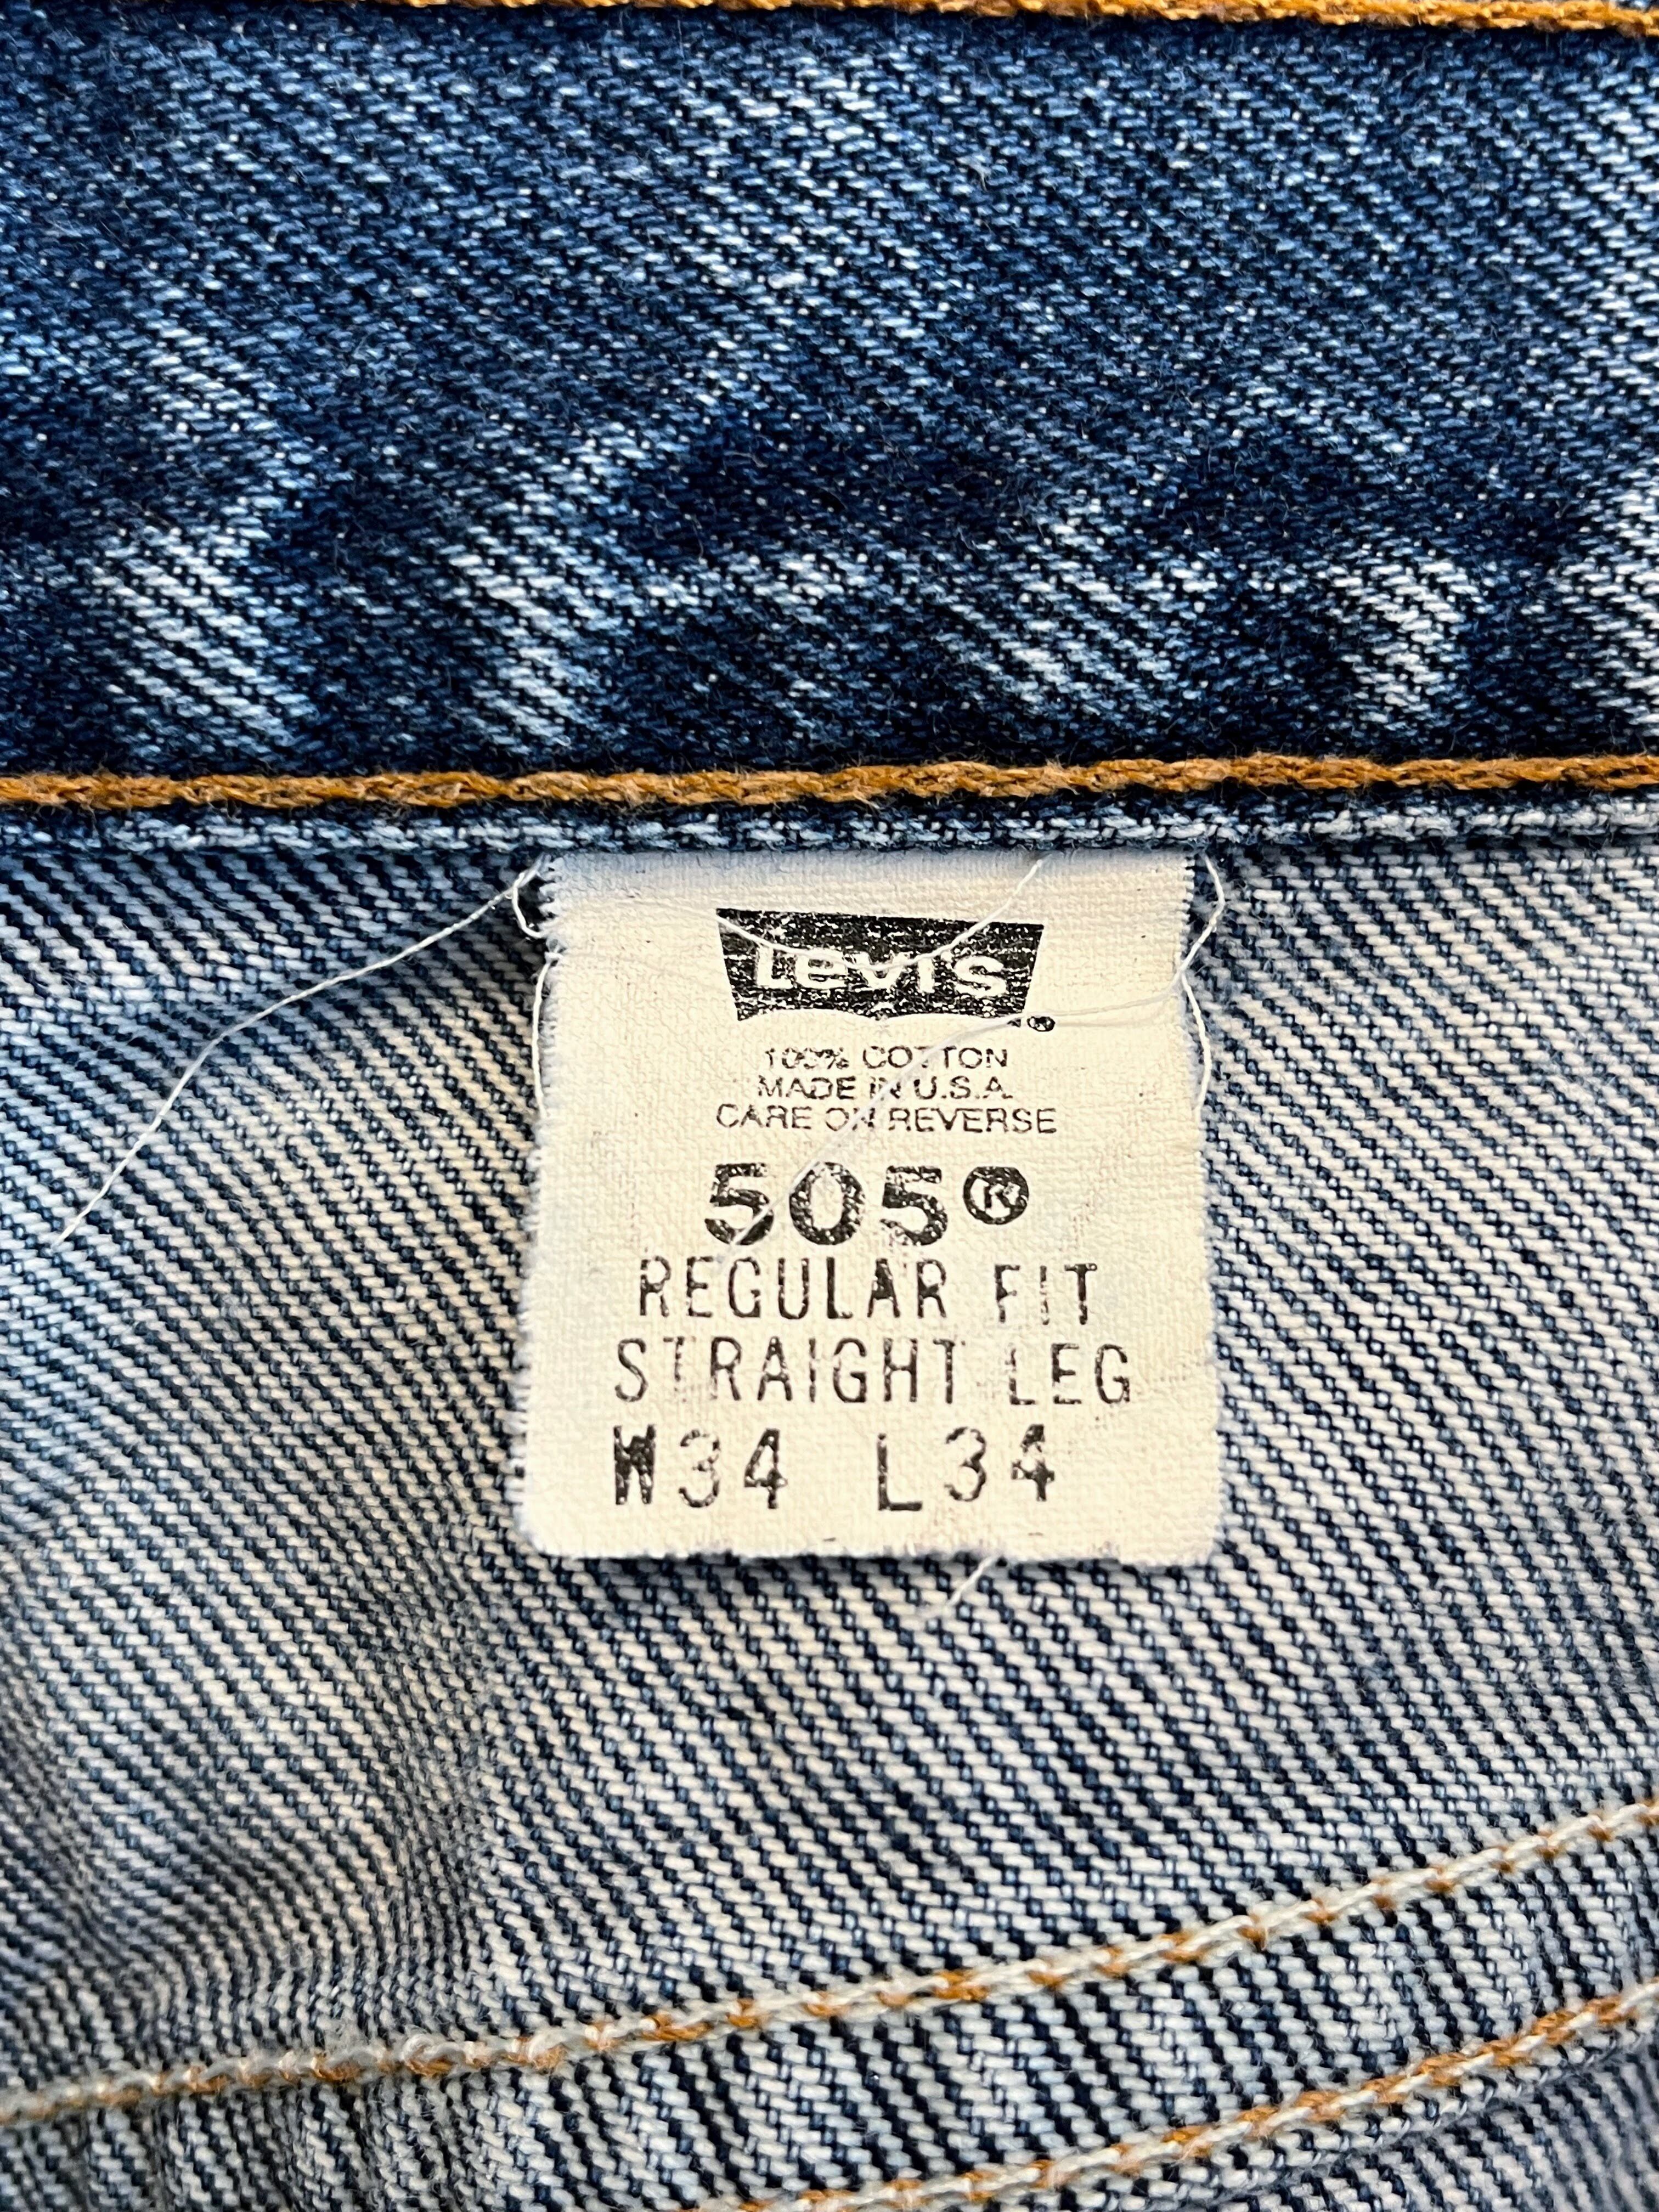 Levi's®
100% COTTON
MADE IN U.S.A.
CARE ON REVERSE
505®
REGULAR FIT
STRAIGHT LEG
W34 L34